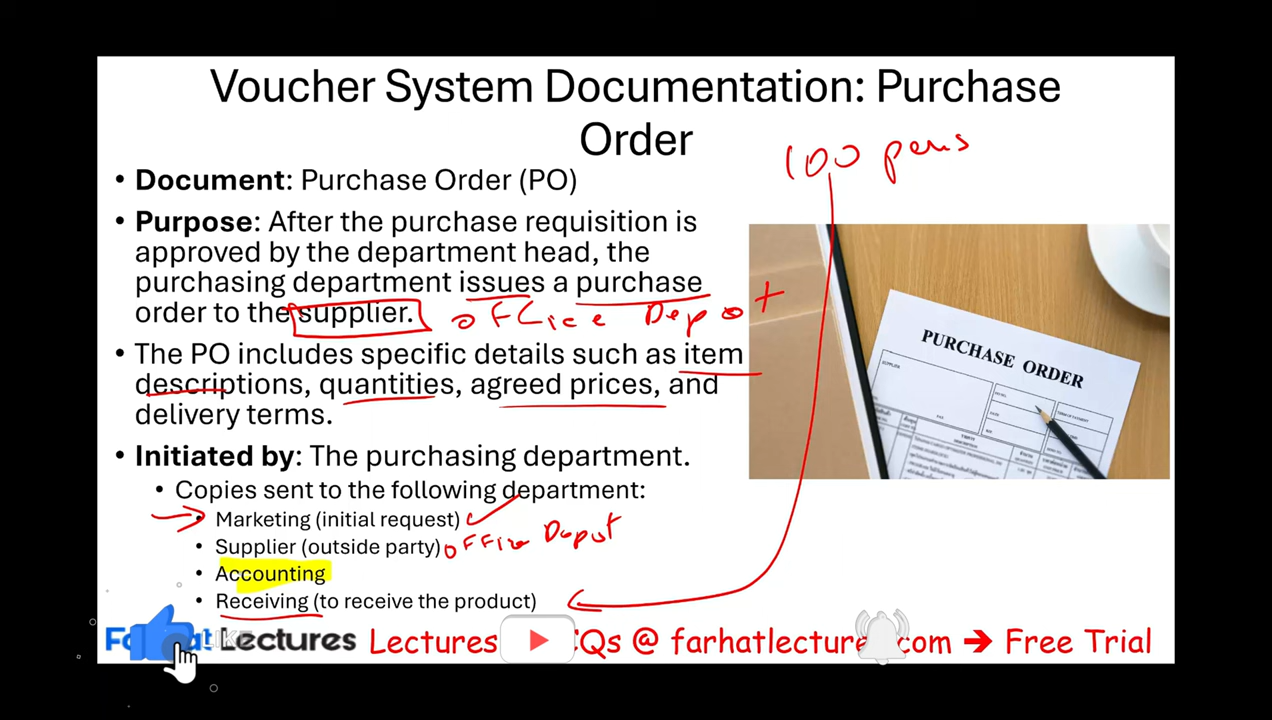 Voucher System Documentation: Purchase
Order
100 pens
• Document: Purchase Order (PO)
• Purpose: After the purchase requisition is
approved by the department head, the
purchasing department issues a purchase
order to the supplier. Office Depot
• The PO includes specific details such as item
descriptions, quantities, agreed prices, and
delivery terms.
PURCHASE ORDER
• Initiated by: The purchasing department.
• Copies sent to the following department:
• Marketing (initial request)
• Supplier (outside party) Office Depot
• Accounting
• Receiving (to receive the product)
Lectures Lectures CQs @ farhatlecture com → Free Trial